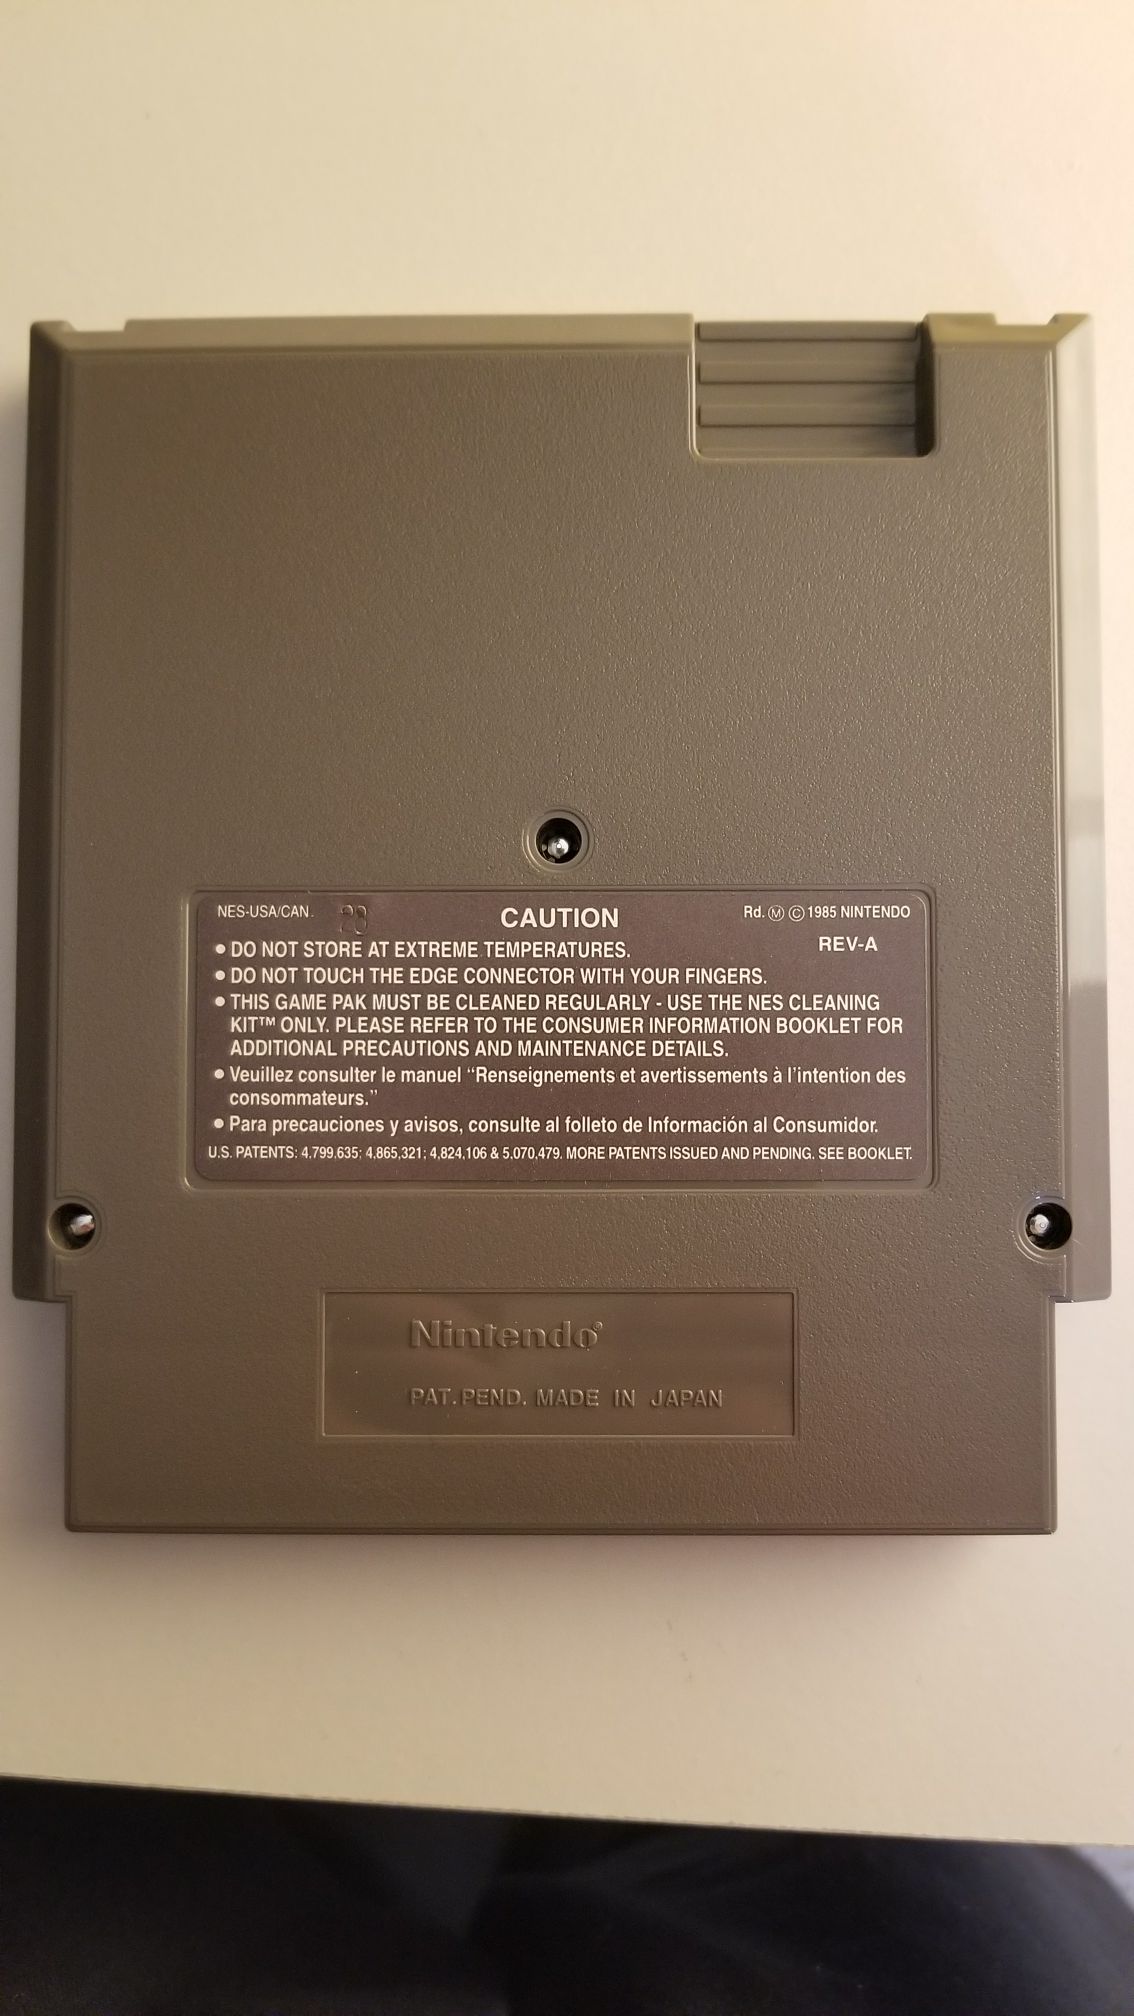 NES-USA/CAN. 28 CAUTION Rd. Ⓜ © 1985 NINTENDO
REV-A
● DO NOT STORE AT EXTREME TEMPERATURES.
● DO NOT TOUCH THE EDGE CONNECTOR WITH YOUR FINGERS.
● THIS GAME PAK MUST BE CLEANED REGULARLY - USE THE NES CLEANING
KIT™ ONLY. PLEASE REFER TO THE CONSUMER INFORMATION BOOKLET FOR
ADDITIONAL PRECAUTIONS AND MAINTENANCE DETAILS.
● Veuillez consulter le manuel “Renseignements et avertissements à l’intention des
consommateurs.”
● Para precauciones y avisos, consulte al folleto de Información al Consumidor.
U.S. PATENTS: 4.799.635; 4.865,321; 4,824,106 & 5.070,479. MORE PATENTS ISSUED AND PENDING. SEE BOOKLET.
Nintendo®
PAT. PEND. MADE IN JAPAN